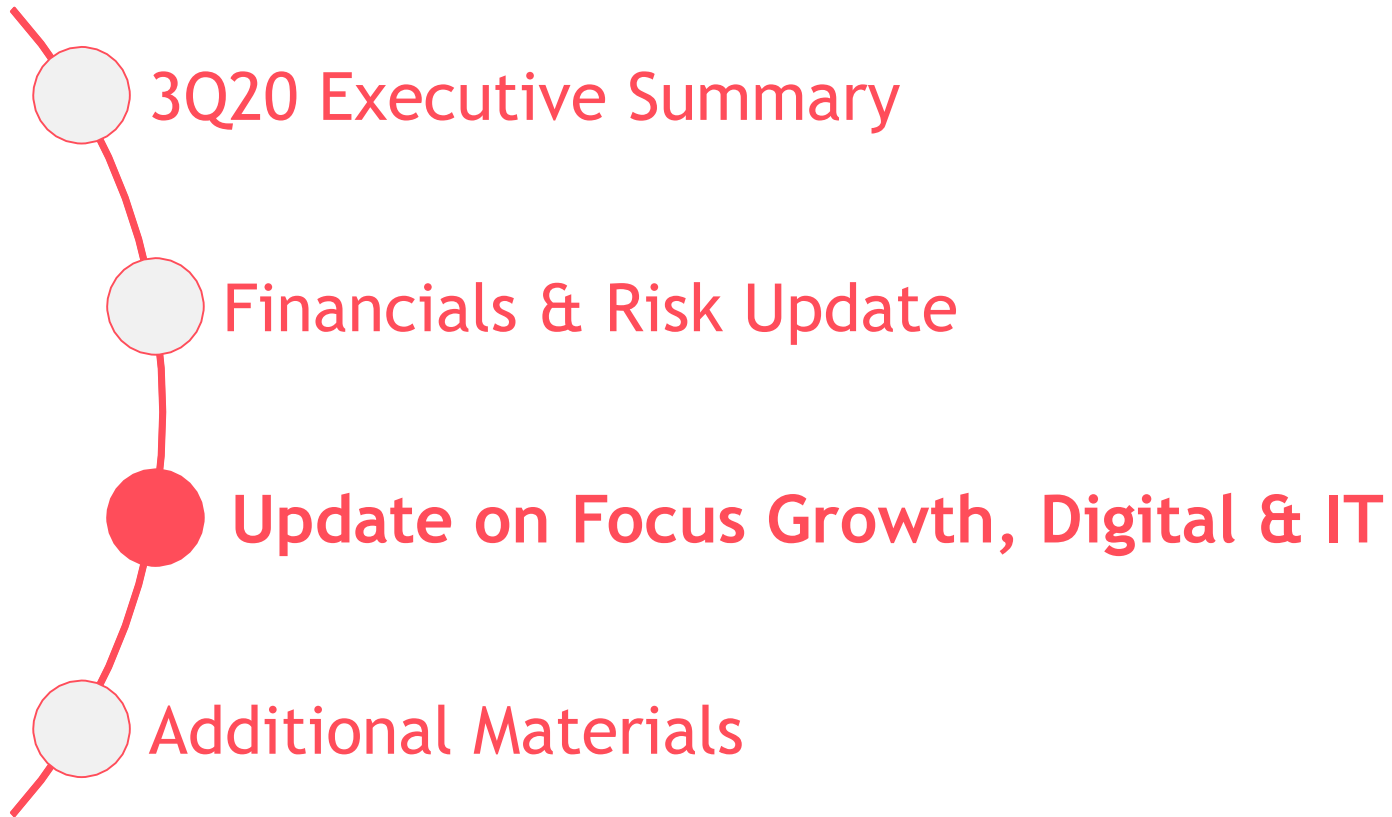 3Q20 Executive Summary
Financials & Risk Update
Update on Focus Growth, Digital & IT
Additional Materials